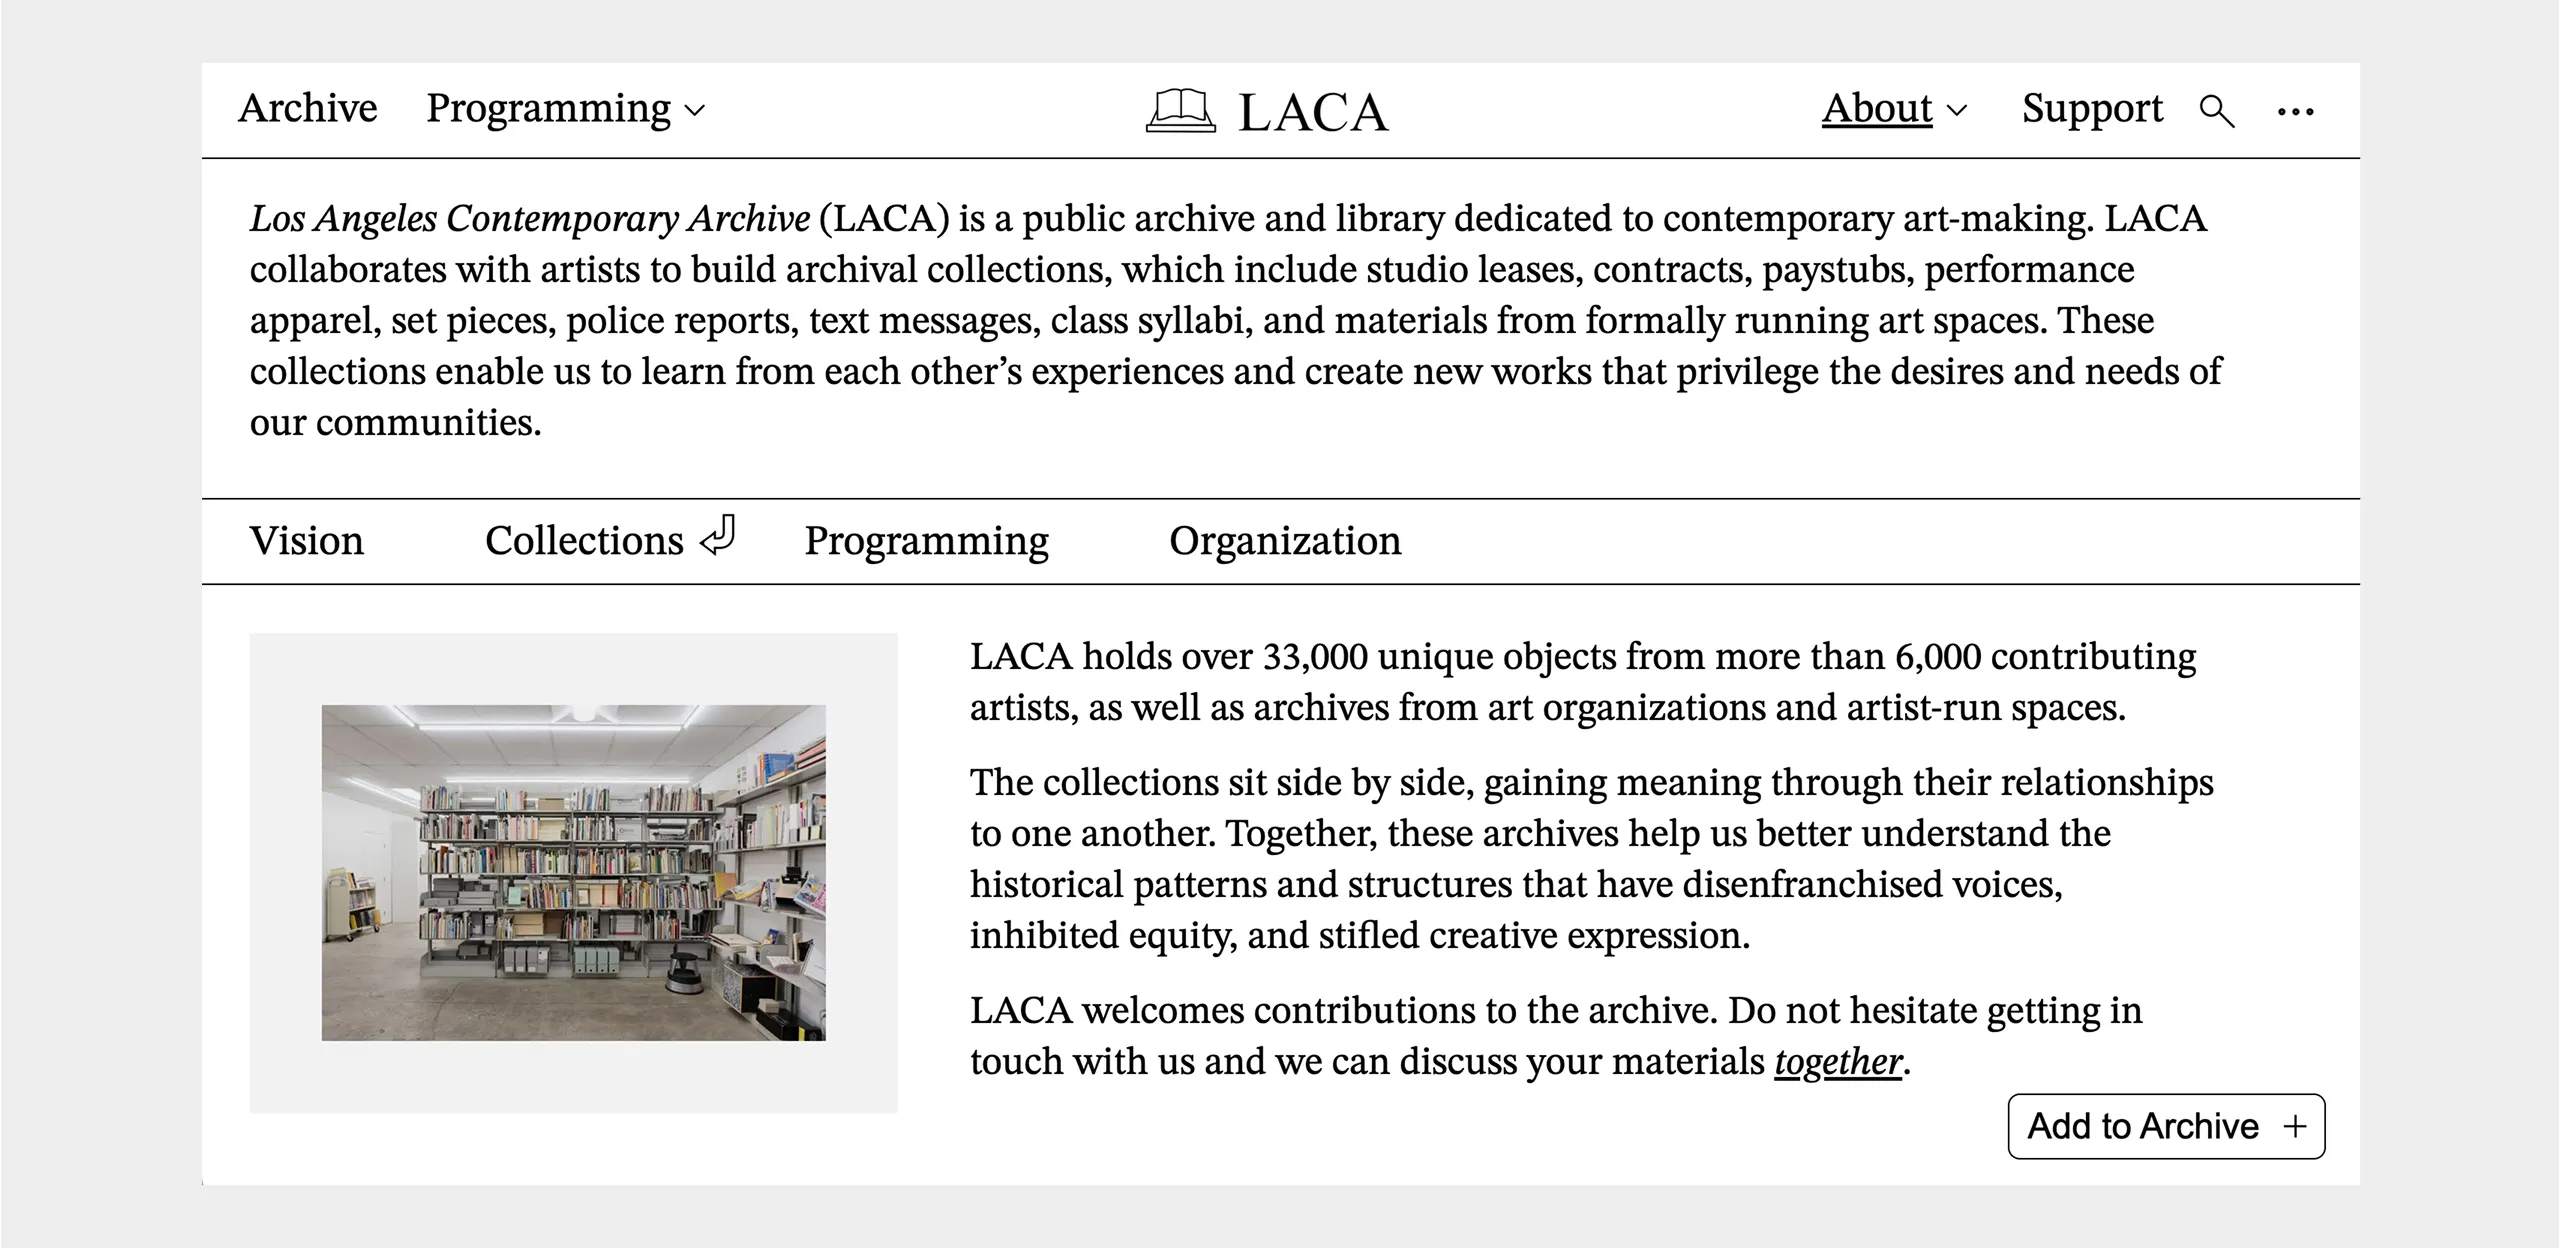 Archive Programming LACA About Support ...
Los Angeles Contemporary Archive (LACA) is a public archive and library dedicated to contemporary art-making. LACA
collaborates with artists to build archival collections, which include studio leases, contracts, paystubs, performance
apparel, set pieces, police reports, text messages, class syllabi, and materials from formally running art spaces. These
collections enable us to learn from each other’s experiences and create new works that privilege the desires and needs of
our communities.
Vision Collections Programming Organization
LACA holds over 33,000 unique objects from more than 6,000 contributing
artists, as well as archives from art organizations and artist-run spaces.
The collections sit side by side, gaining meaning through their relationships
to one another. Together, these archives help us better understand the
historical patterns and structures that have disenfranchised voices,
inhibited equity, and stifled creative expression.
LACA welcomes contributions to the archive. Do not hesitate getting in
touch with us and we can discuss your materials together.
Add to Archive +